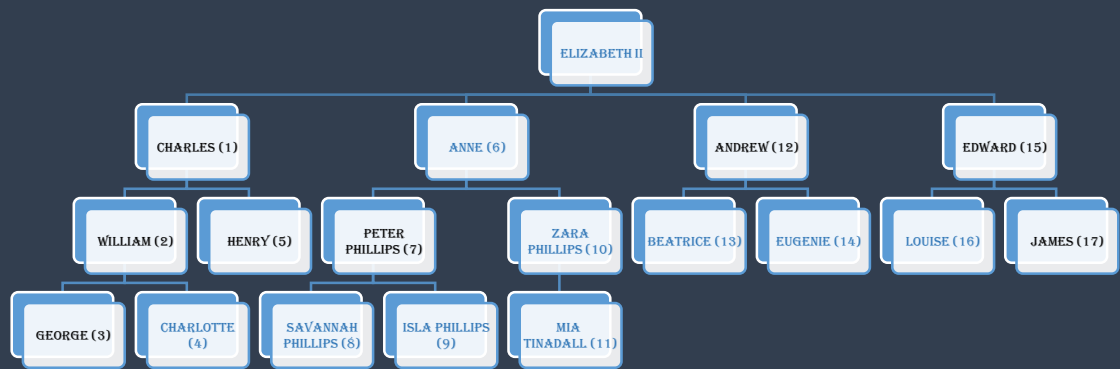 ELIZABETH II
CHARLES (1)
ANNE (6)
ANDREW (12)
EDWARD (15)
WILLIAM (2)
HENRY (5)
PETER
PHILLIPS (7)
ZARA
PHILLIPS (10)
BEATRICE (13)
EUGENIE (14)
LOUISE (16)
JAMES (17)
GEORGE (3)
CHARLOTTE
(4)
SAVANNAH
PHILLIPS (8)
ISLA PHILLIPS
(9)
MIA
TINADALL (11)